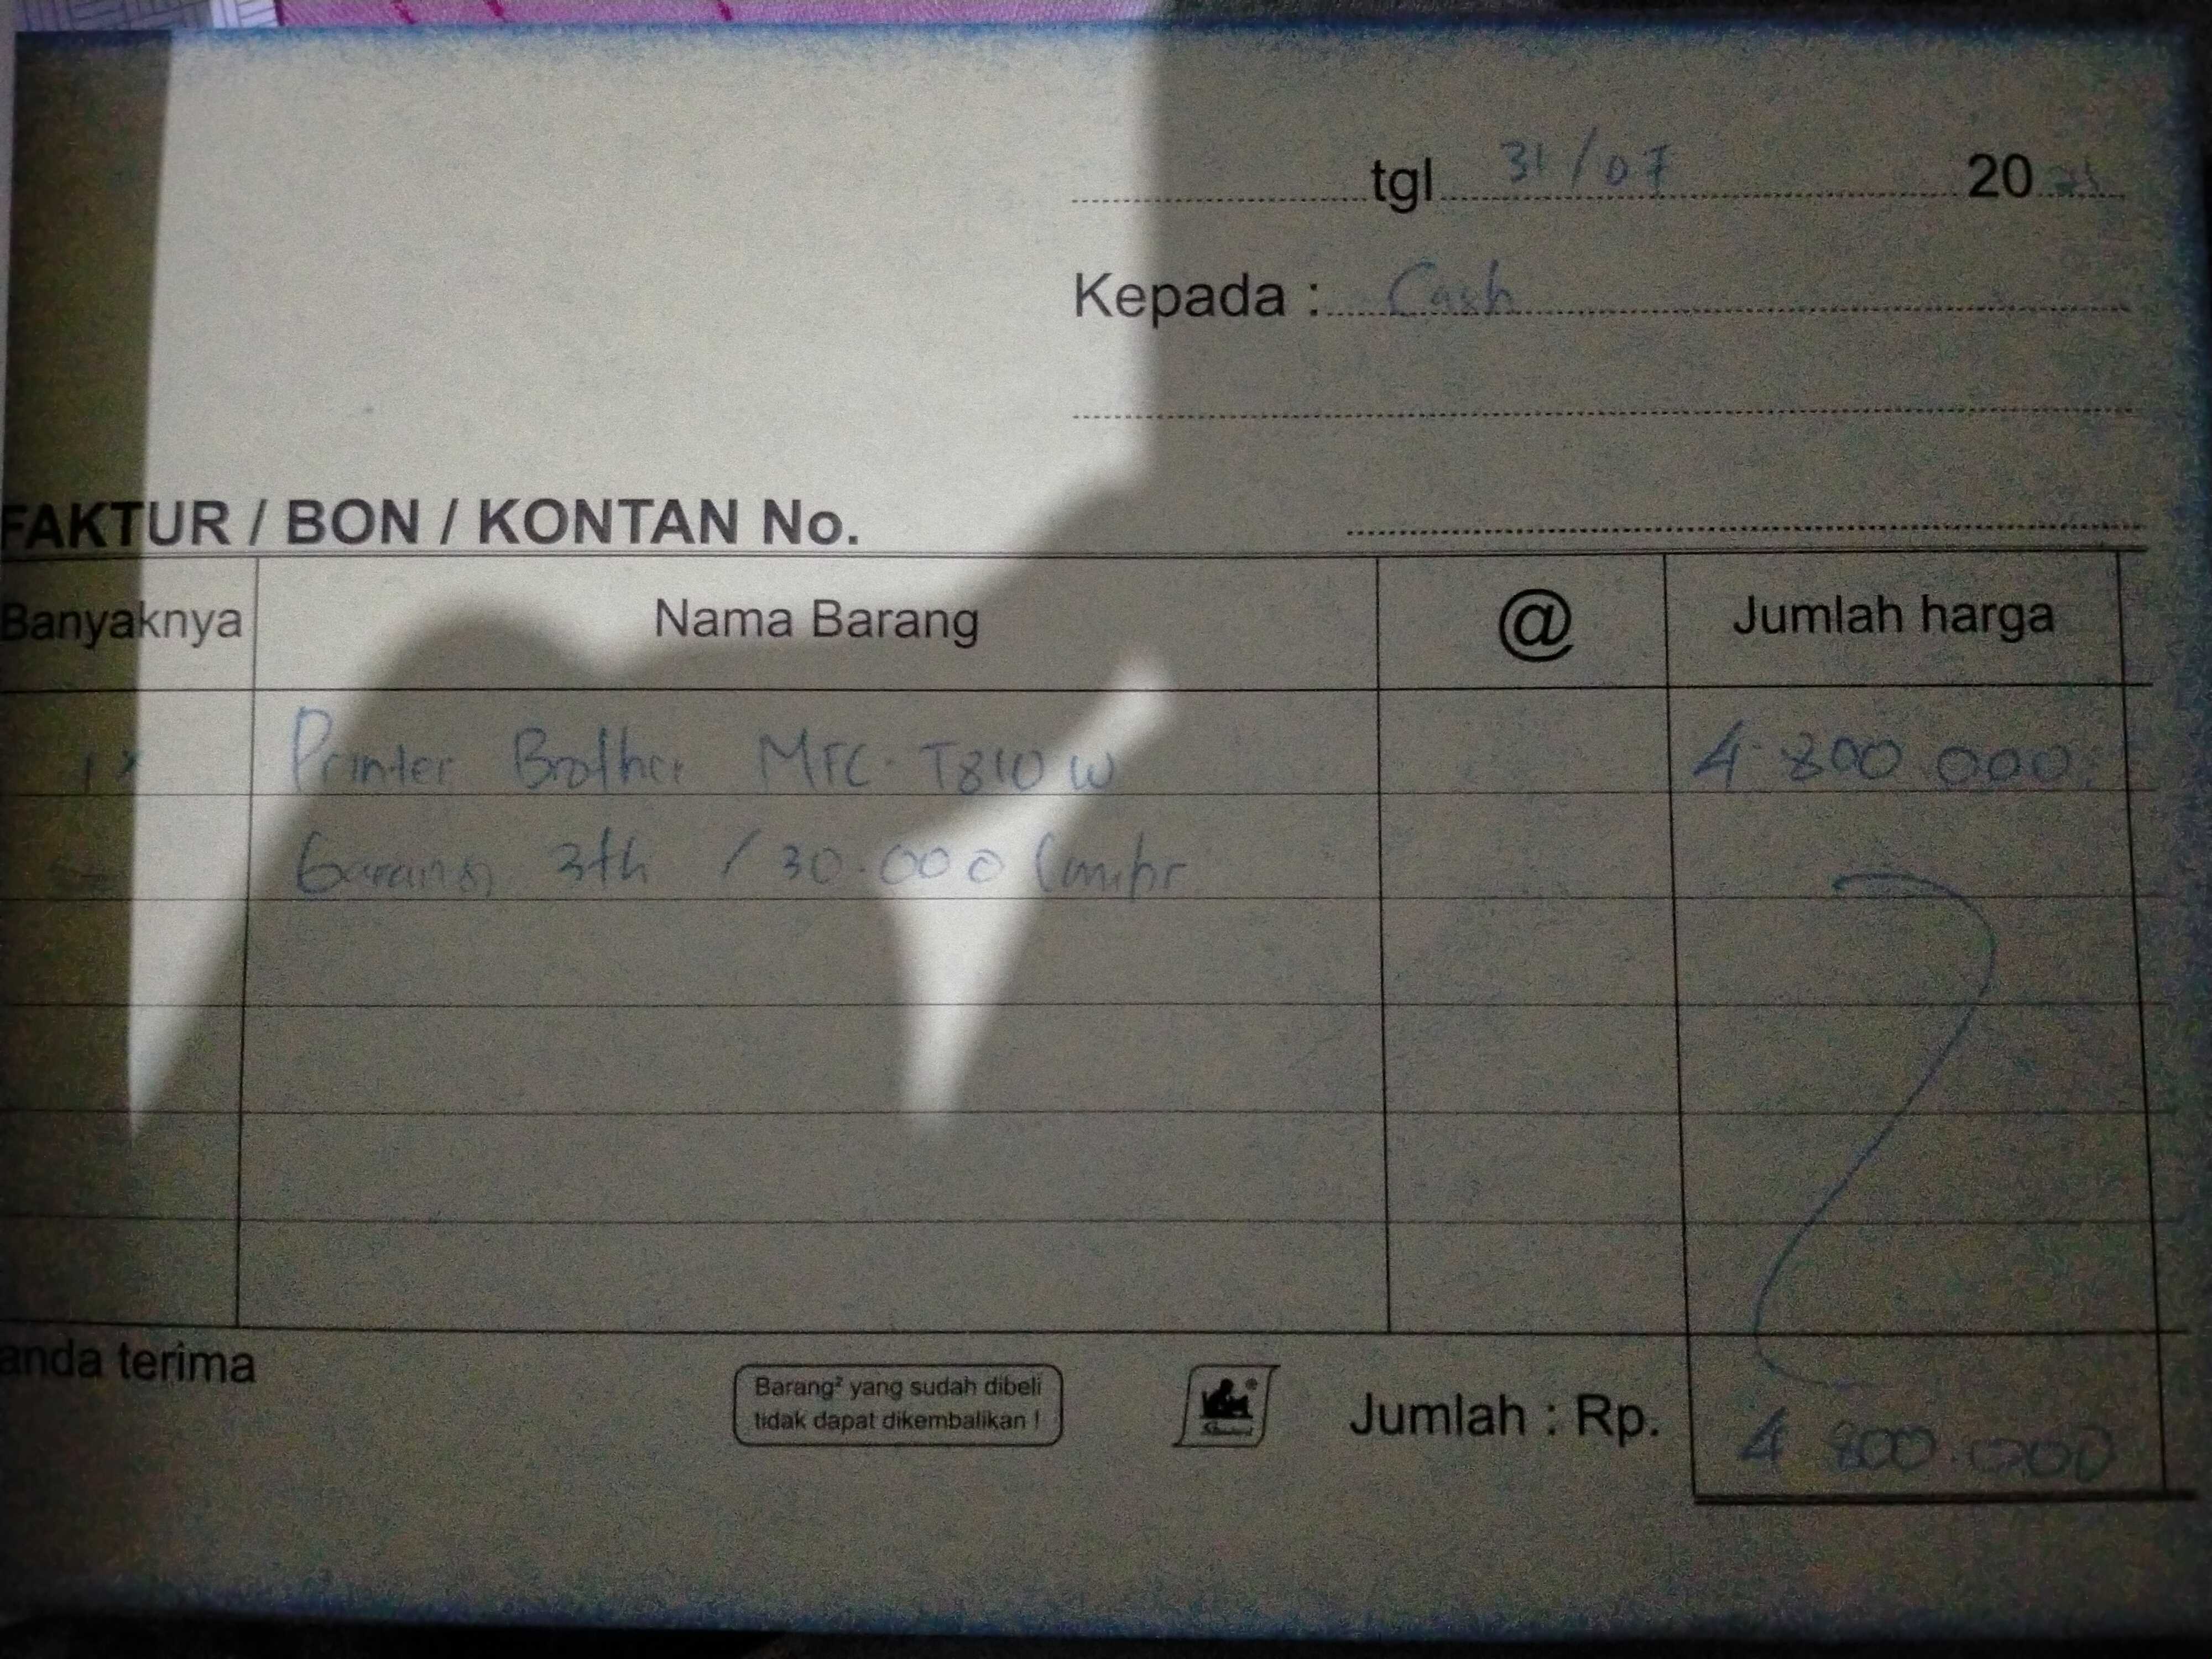 tgl 31/07 20
Kepada : Cash
FAKTUR / BON / KONTAN No.
Banyaknya Nama Barang @ Jumlah harga
1x Printer Brother MFC-T810W 4.800.000
Garansi 3th / 30.000 lembar
anda terima
Barang² yang sudah dibeli
tidak dapat dikembalikan !
Jumlah : Rp. 4.800.000